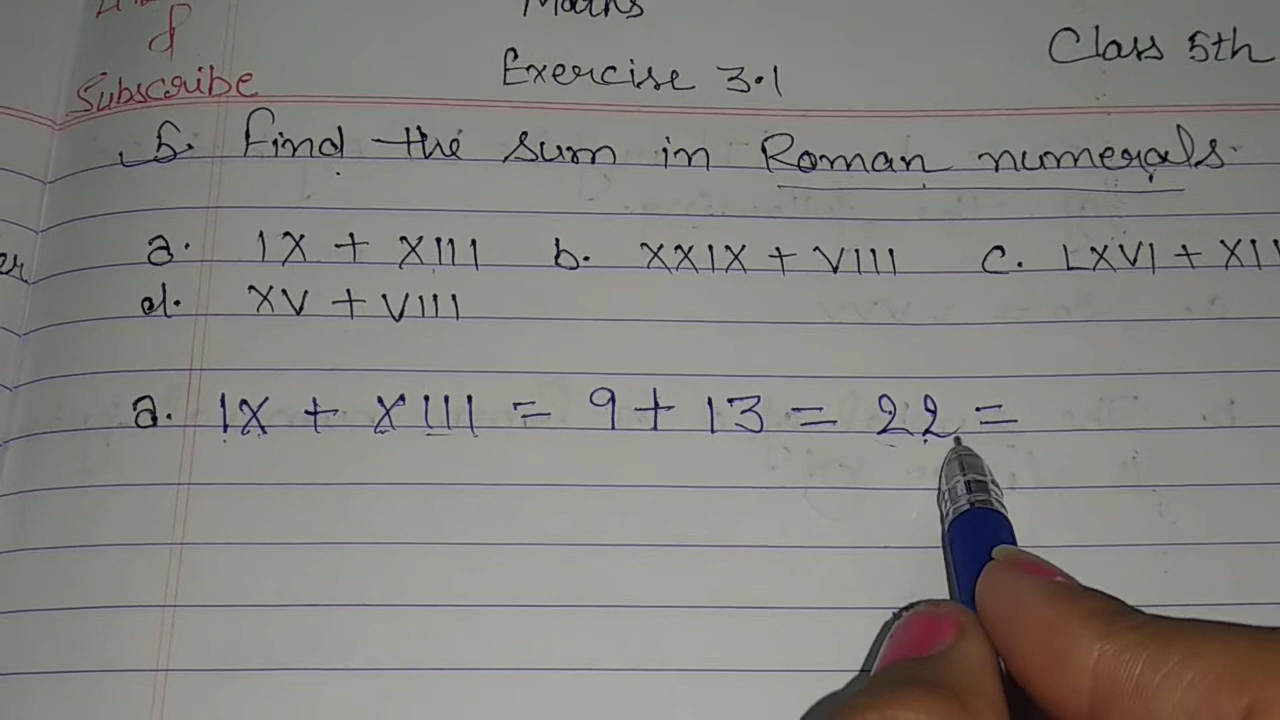 Maths
&
Subscribe
Exercise 3.1
Class 5th
5. Find the sum in Roman numerals.
a. IX + XIII b. XXIX + VIII c. LXVI + XII
d. XV + VIII
a. IX + XIII = 9 + 13 = 22 =